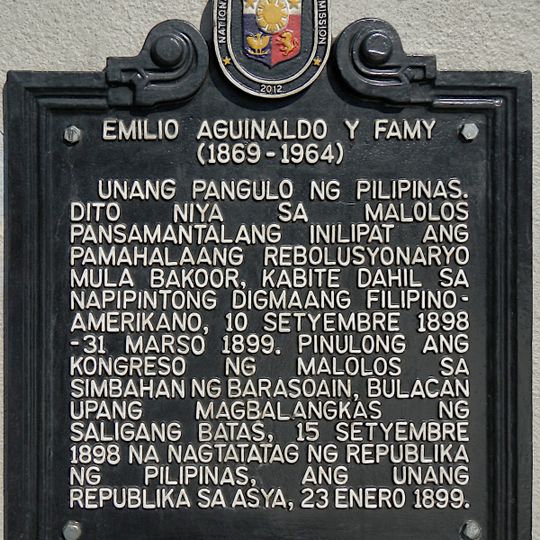 NATIONAL
MISSION
2012
EMILIO AGUINALDO Y FAMY
(1869-1964)
UNANG PANGULO NG PILIPINAS.
DITO NIYA SA MALOLOS
PANSAMANTALANG INILIPAT ANG
PAMAHALAANG REBOLUSYONARYO
MULA BAKOOR, KABITE DAHIL SA
NAPIPINTONG DIGMAANG FILIPINO-
AMERIKANO, 10 SETYEMBRE 1898
-31 MARSO 1899. PINULONG ANG
KONGRESO NG MALOLOS SA
SIMBAHAN NG BARASOAIN, BULACAN
UPANG MAGBALANGKAS NG
SALIGANG BATAS, 15 SETYEMBRE
1898 NA NAGTATATAG NG REPUBLIKA
NG PILIPINAS, ANG UNANG
REPUBLIKA SA ASYA, 23 ENERO 1899.